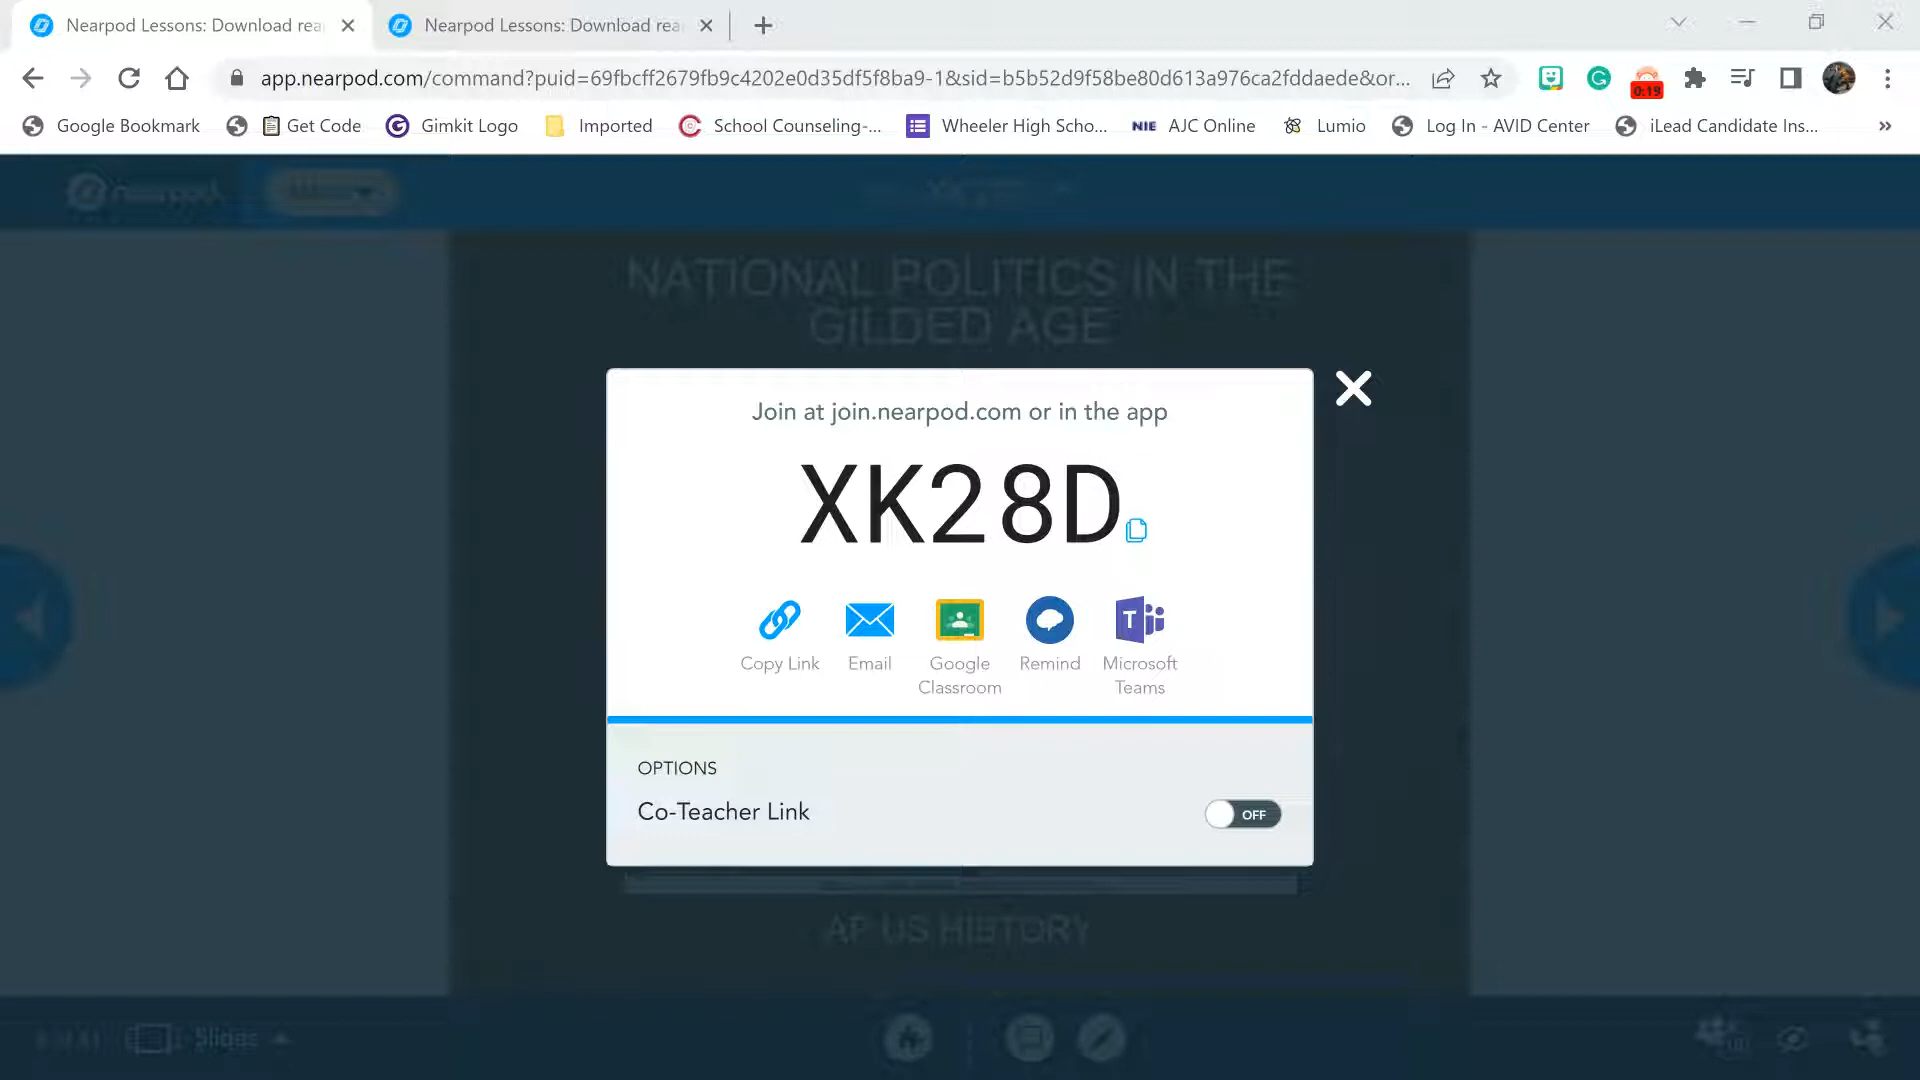 Nearpod Lessons: Download rea
Nearpod Lessons: Download rea
app.nearpod.com/command?puid=69fbcff2679fb9c4202e0d35df5f8ba9-1&sid=b5b52d9f58be80d613a976ca2fddaede&or...
0:19
Google Bookmark
Get Code
Gimkit Logo
Imported
School Counseling-...
Wheeler High Scho...
NIE AJC Online
Lumio
Log In - AVID Center
iLead Candidate Ins...
»
nearpod
NATIONAL POLITICS IN THE
GILDED AGE
Join at join.nearpod.com or in the app
XK28D
Copy Link
Email
Google
Classroom
Remind
Microsoft
Teams
OPTIONS
Co-Teacher Link
OFF
AP US HISTORY
Slides